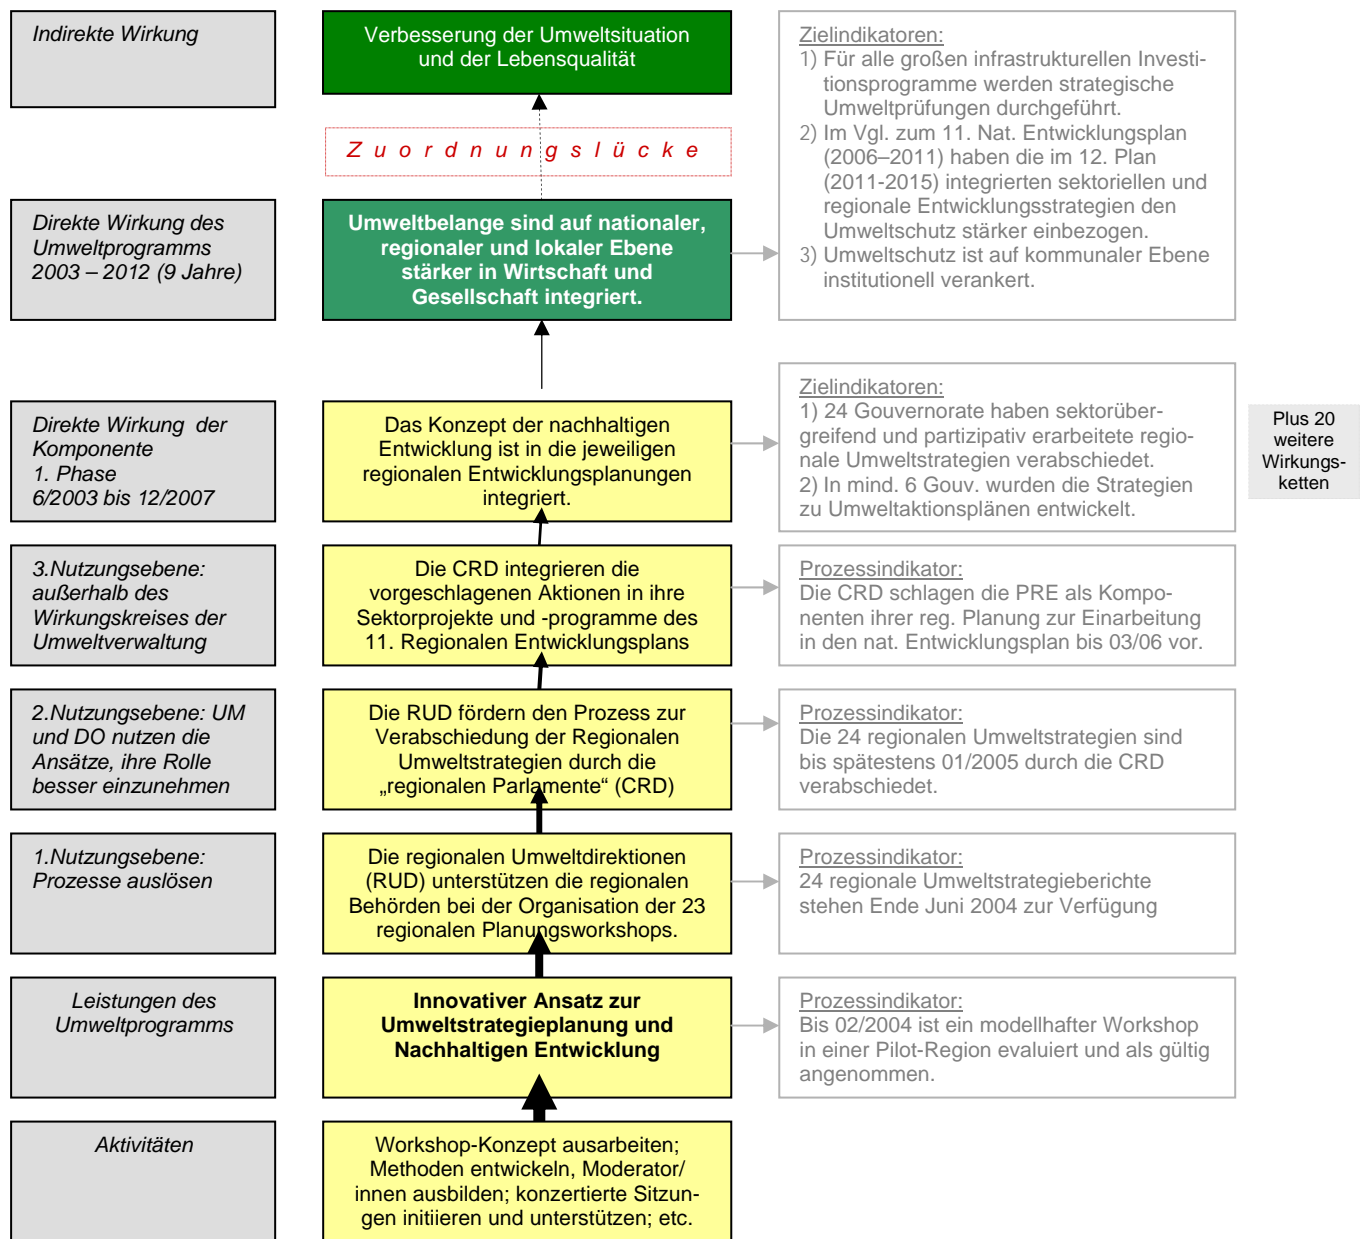 Indirekte Wirkung
Verbesserung der Umweltsituation
und der Lebensqualität
Zielindikatoren:
1) Für alle großen infrastrukturellen Investi-
tionsprogramme werden strategische
Umweltprüfungen durchgeführt.
2) Im Vgl. zum 11. Nat. Entwicklungsplan
(2006–2011) haben die im 12. Plan
(2011-2015) integrierten sektoriellen und
regionale Entwicklungsstrategien den
Umweltschutz stärker einbezogen.
3) Umweltschutz ist auf kommunaler Ebene
institutionell verankert.
Zuordnungslücke
Direkte Wirkung des
Umweltprogramms
2003 – 2012 (9 Jahre)
Umweltbelange sind auf nationaler,
regionaler und lokaler Ebene
stärker in Wirtschaft und
Gesellschaft integriert.
Direkte Wirkung der
Komponente
1. Phase
6/2003 bis 12/2007
Das Konzept der nachhaltigen
Entwicklung ist in die jeweiligen
regionalen Entwicklungsplanungen
integriert.
Zielindikatoren:
1) 24 Gouvernorate haben sektorüber-
greifend und partizipativ erarbeitete regio-
nale Umweltstrategien verabschiedet.
2) In mind. 6 Gouv. wurden die Strategien
zu Umweltaktionsplänen entwickelt.
Plus 20
weitere
Wirkungs-
ketten
3.Nutzungsebene:
außerhalb des
Wirkungskreises der
Umweltverwaltung
Die CRD integrieren die
vorgeschlagenen Aktionen in ihre
Sektorprojekte und -programme des
11. Regionalen Entwicklungsplans
Prozessindikator:
Die CRD schlagen die PRE als Kompo-
nenten ihrer reg. Planung zur Einarbeitung
in den nat. Entwicklungsplan bis 03/06 vor.
2.Nutzungsebene: UM
und DO nutzen die
Ansätze, ihre Rolle
besser einzunehmen
Die RUD fördern den Prozess zur
Verabschiedung der Regionalen
Umweltstrategien durch die
„regionalen Parlamente“ (CRD)
Prozessindikator:
Die 24 regionalen Umweltstrategien sind
bis spätestens 01/2005 durch die CRD
verabschiedet.
1.Nutzungsebene:
Prozesse auslösen
Die regionalen Umweltdirektionen
(RUD) unterstützen die regionalen
Behörden bei der Organisation der 23
regionalen Planungsworkshops.
Prozessindikator:
24 regionale Umweltstrategieberichte
stehen Ende Juni 2004 zur Verfügung
Leistungen des
Umweltprogramms
Innovativer Ansatz zur
Umweltstrategieplanung und
Nachhaltigen Entwicklung
Prozessindikator:
Bis 02/2004 ist ein modellhafter Workshop
in einer Pilot-Region evaluiert und als gültig
angenommen.
Aktivitäten
Workshop-Konzept ausarbeiten;
Methoden entwickeln, Moderator/
innen ausbilden; konzertierte Sitzun-
gen initiieren und unterstützen; etc.